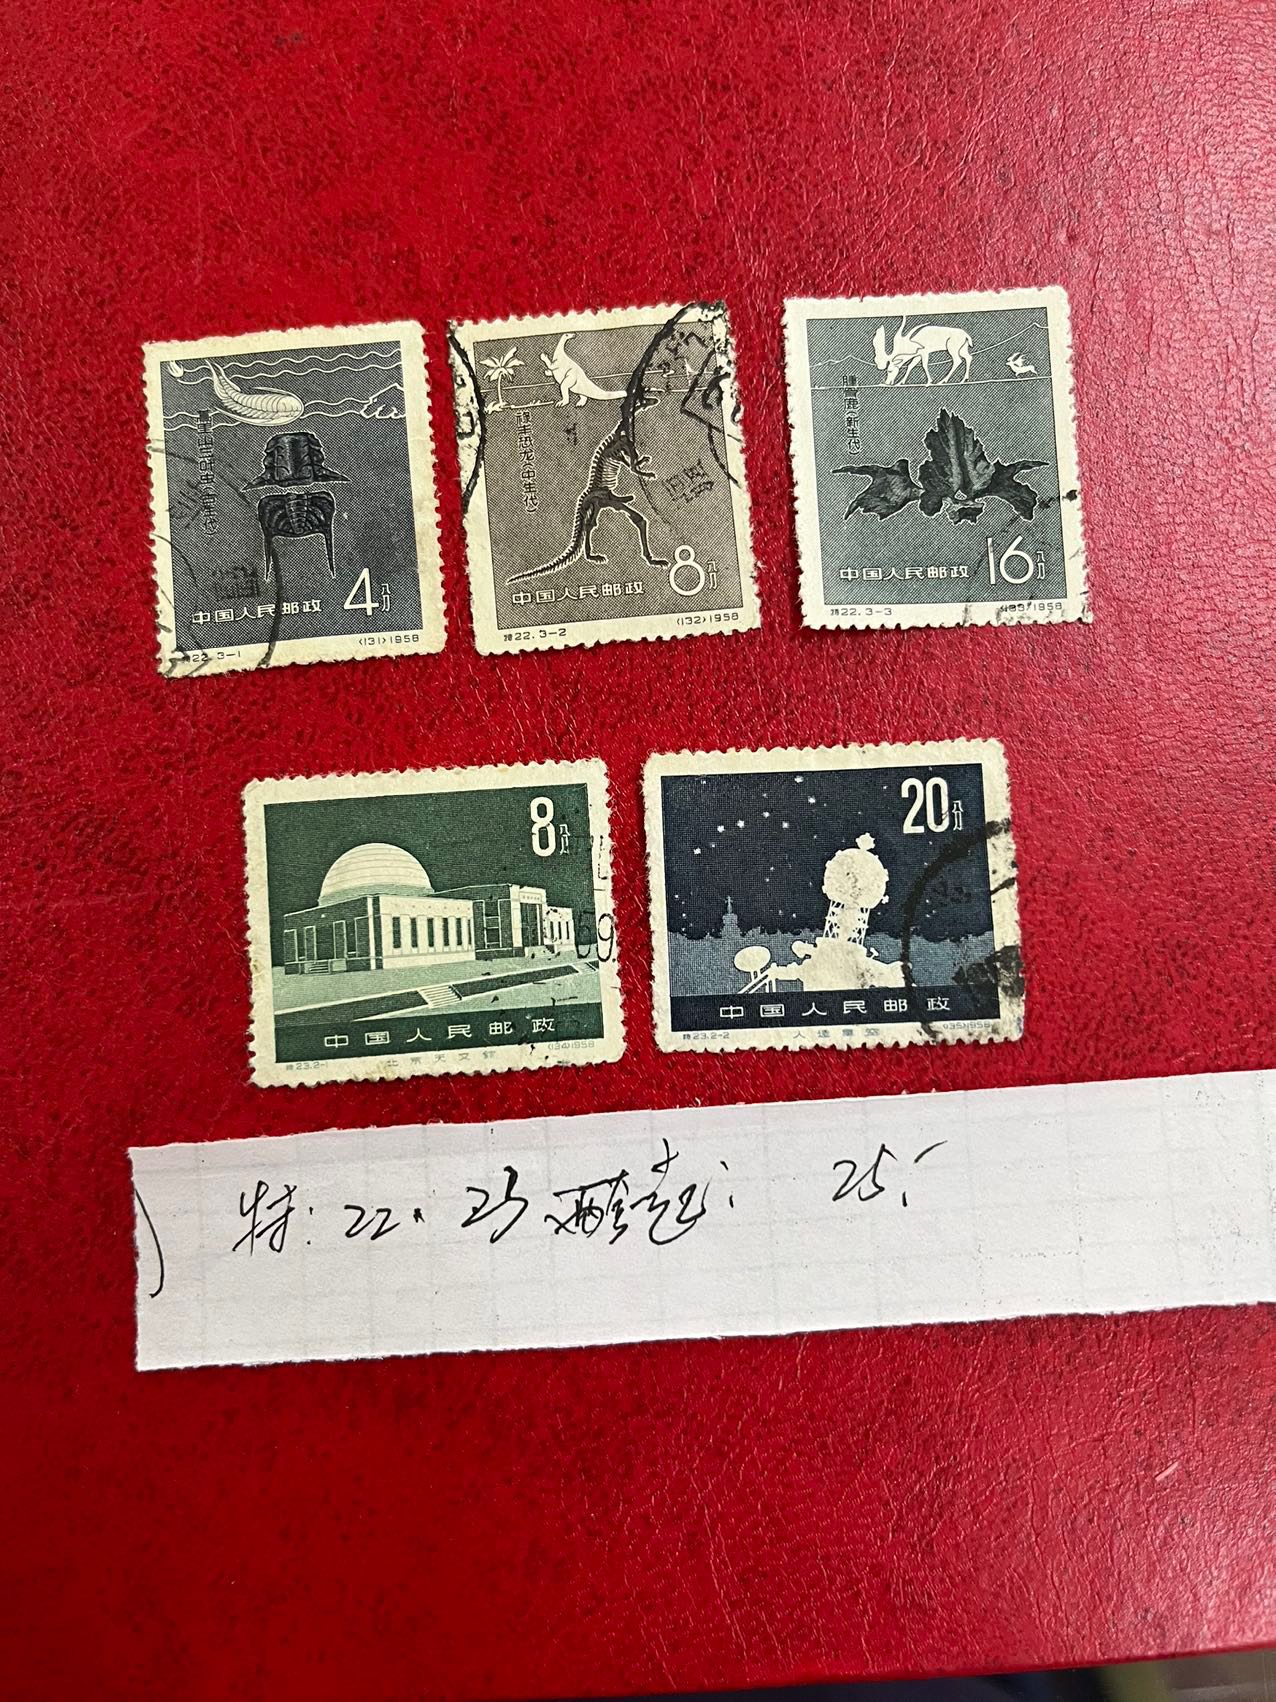 蒿里山三叶虫(古生代)
中国人民邮政 4分
特22.3-1 (131)1958
禄丰恐龙(中生代)
中国人民邮政 8分
特22.3-2 (132)1958
肿骨鹿(新生代)
中国人民邮政 16分
特22.3-3 (133)1958
8分
中国人民邮政
特23.2-1 北京天文馆 (134)1958
20分
中国人民邮政
特23.2-2 人造星空 (135)1958
特:22.23两套走: 25.